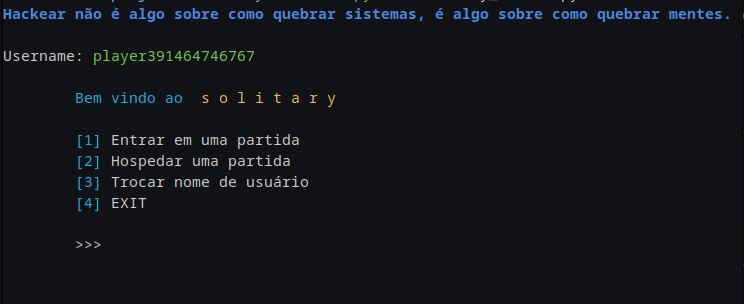 Hackear não é algo sobre como quebrar sistemas, é algo sobre como quebrar mentes.
Username: player391464746767
Bem vindo ao s o l i t a r y
[1] Entrar em uma partida
[2] Hospedar uma partida
[3] Trocar nome de usuário
[4] EXIT
>>>